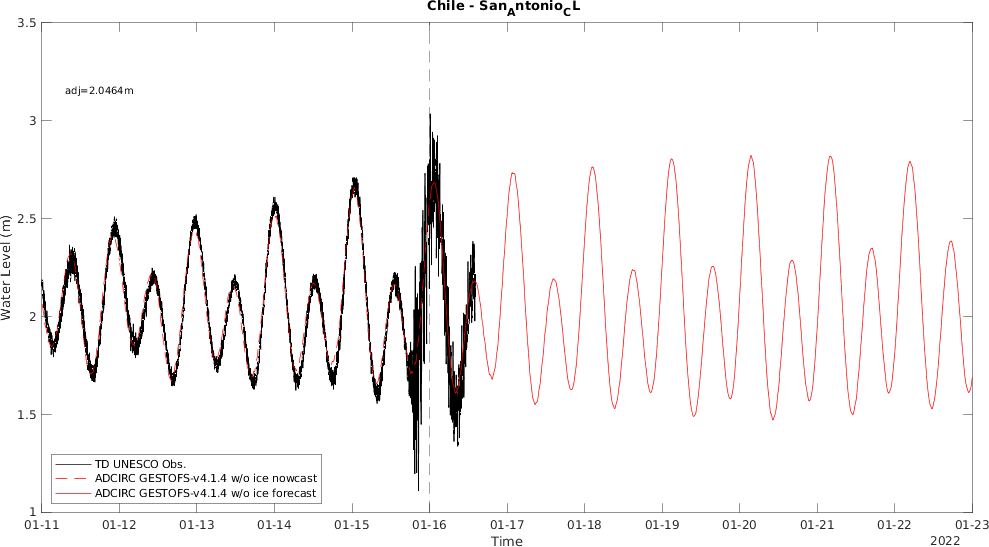 Chile - SanAntonioCL
3.5
3
2.5
2
1.5
1
Water Level (m)
adj=2.0464m
TD UNESCO Obs.
ADCIRC GESTOFS-v4.1.4 w/o ice nowcast
ADCIRC GESTOFS-v4.1.4 w/o ice forecast
01-11 01-12 01-13 01-14 01-15 01-16 01-17 01-18 01-19 01-20 01-21 01-22 01-23
Time
2022